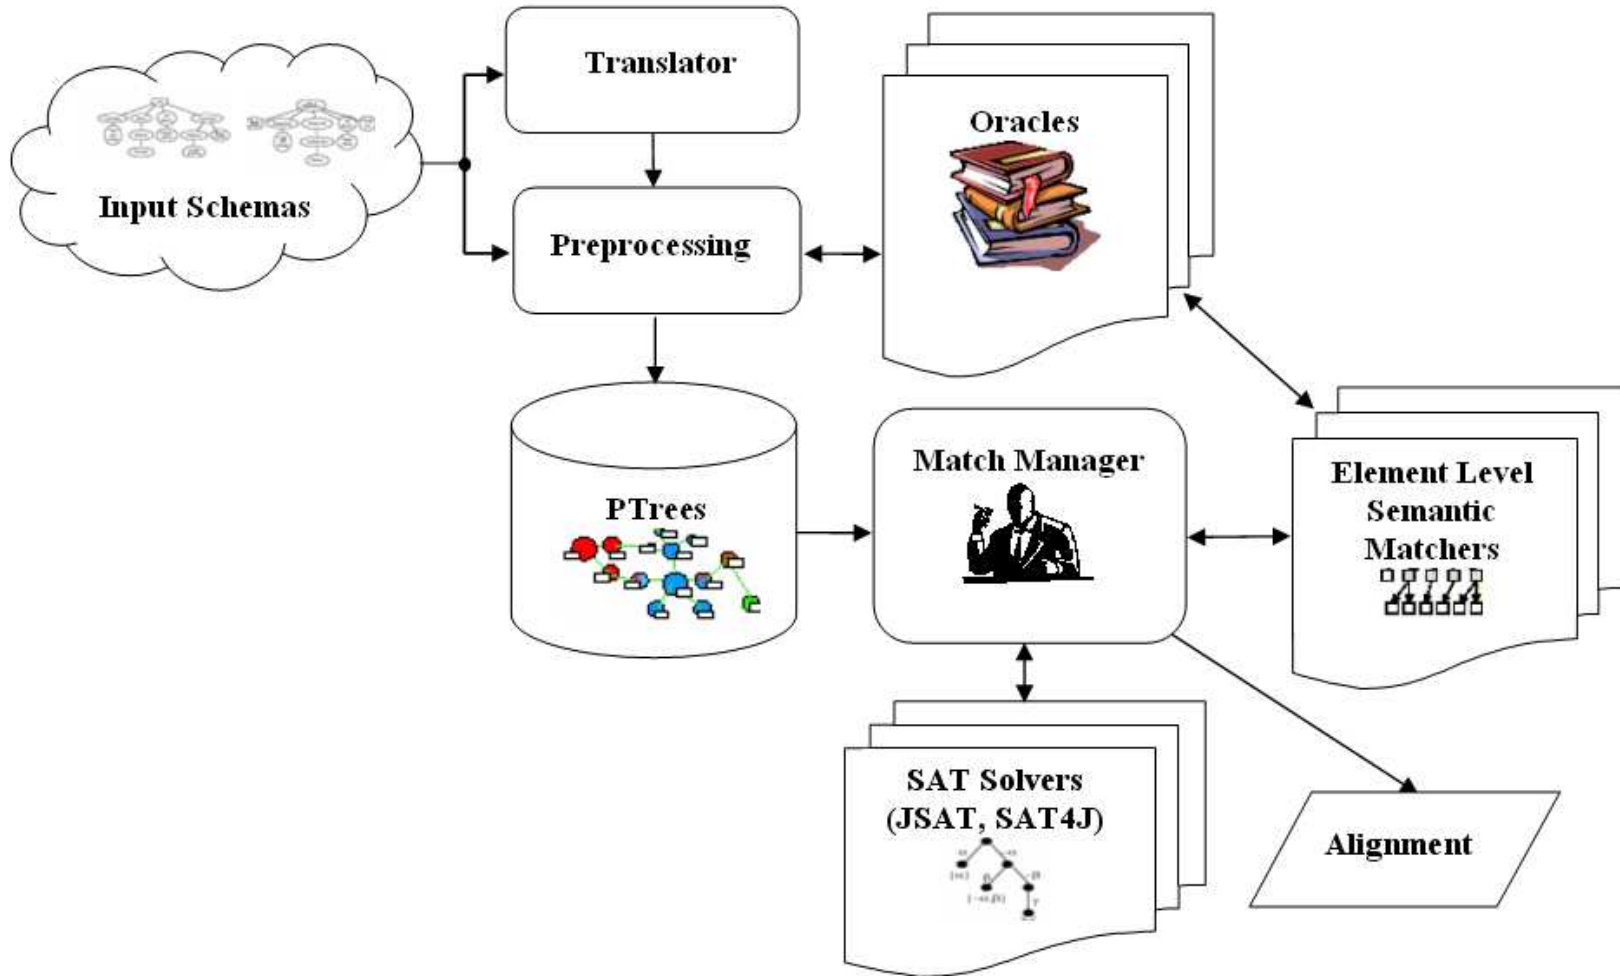 Translator
Oracles
Input Schemas
Preprocessing
PTrees
Match Manager
Element Level
Semantic
Matchers
SAT Solvers
(JSAT, SAT4J)
Alignment